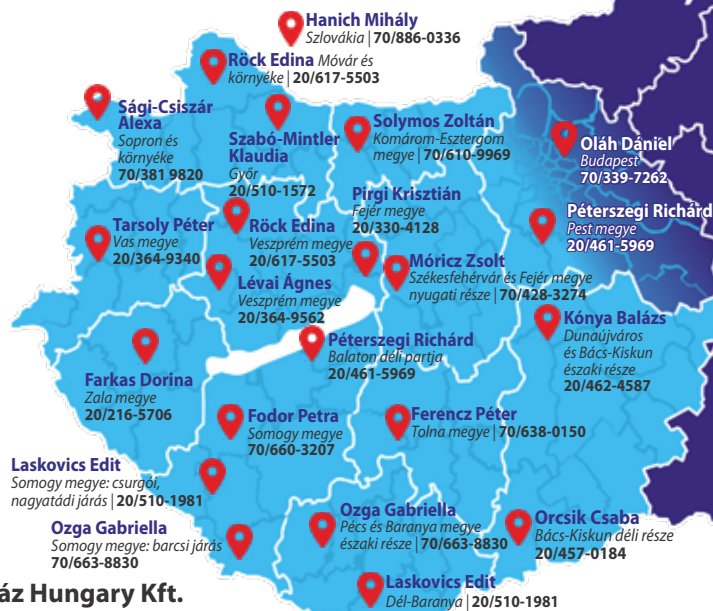 Hanich Mihály
Szlovákia | 70/886-0336
Röck Edina Móvár és
környéke | 20/617-5503
Sági-Csiszár
Alexa
Sopron és
környéke
70/381 9820
Szabó-Mintler
Klaudia
Győr
20/510-1572
Solymos Zoltán
Komárom-Esztergom
megye | 70/610-9969
Oláh Dániel
Budapest
70/339-7262
Pirgi Krisztián
Fejér megye
20/330-4128
Péterszegi Richárd
Pest megye
20/461-5969
Tarsoly Péter
Vas megye
20/364-9340
Röck Edina
Veszprém megye
20/617-5503
Lévai Ágnes
Veszprém megye
20/364-9562
Móricz Zsolt
Székesfehérvár és Fejér megye
nyugati része | 70/428-3274
Kónya Balázs
Dunaújváros
és Bács-Kiskun
északi része
20/462-4587
Péterszegi Richárd
Balaton déli partja
20/461-5969
Farkas Dorina
Zala megye
20/216-5706
Fodor Petra
Somogy megye
70/660-3207
Ferencz Péter
Tolna megye | 70/638-0150
Laskovics Edit
Somogy megye: csurgói,
nagyatádi járás | 20/510-1981
Ozga Gabriella
Somogy megye: barcsi járás
70/663-8830
Ozga Gabriella
Pécs és Baranya megye
északi része | 70/663-8830
Orcsik Csaba
Bács-Kiskun déli része
20/457-0184
Laskovics Edit
Dél-Baranya | 20/510-1981
áz Hungary Kft.